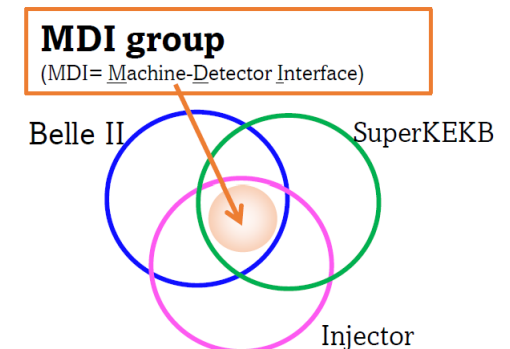 MDI group
(MDI= Machine-Detector Interface)
Belle II
SuperKEKB
Injector